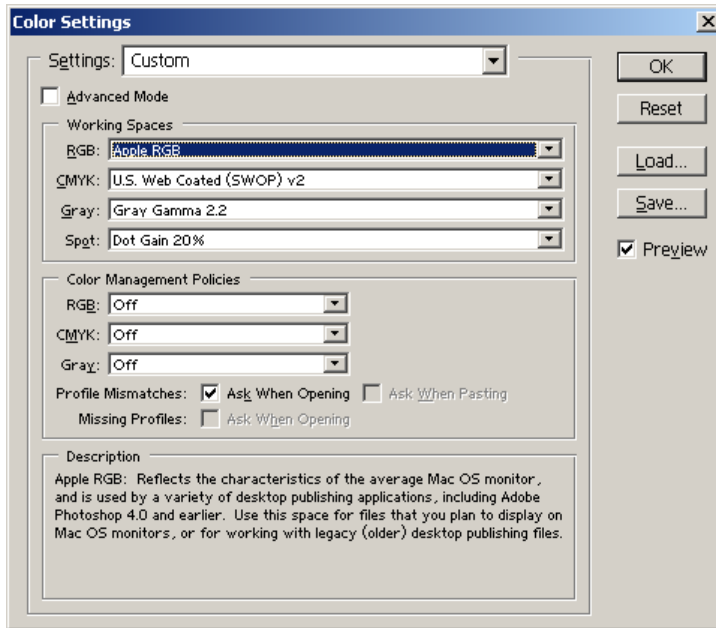 Color Settings
Settings: Custom
OK
Advanced Mode
Reset
Working Spaces
RGB: Apple RGB
Load...
CMYK: U.S. Web Coated (SWOP) v2
Save...
Gray: Gray Gamma 2.2
Spot: Dot Gain 20%
Preview
Color Management Policies
RGB: Off
CMYK: Off
Gray: Off
Profile Mismatches: Ask When Opening Ask When Pasting
Missing Profiles: Ask When Opening
Description
Apple RGB: Reflects the characteristics of the average Mac OS monitor,
and is used by a variety of desktop publishing applications, including Adobe
Photoshop 4.0 and earlier. Use this space for files that you plan to display on
Mac OS monitors, or for working with legacy (older) desktop publishing files.